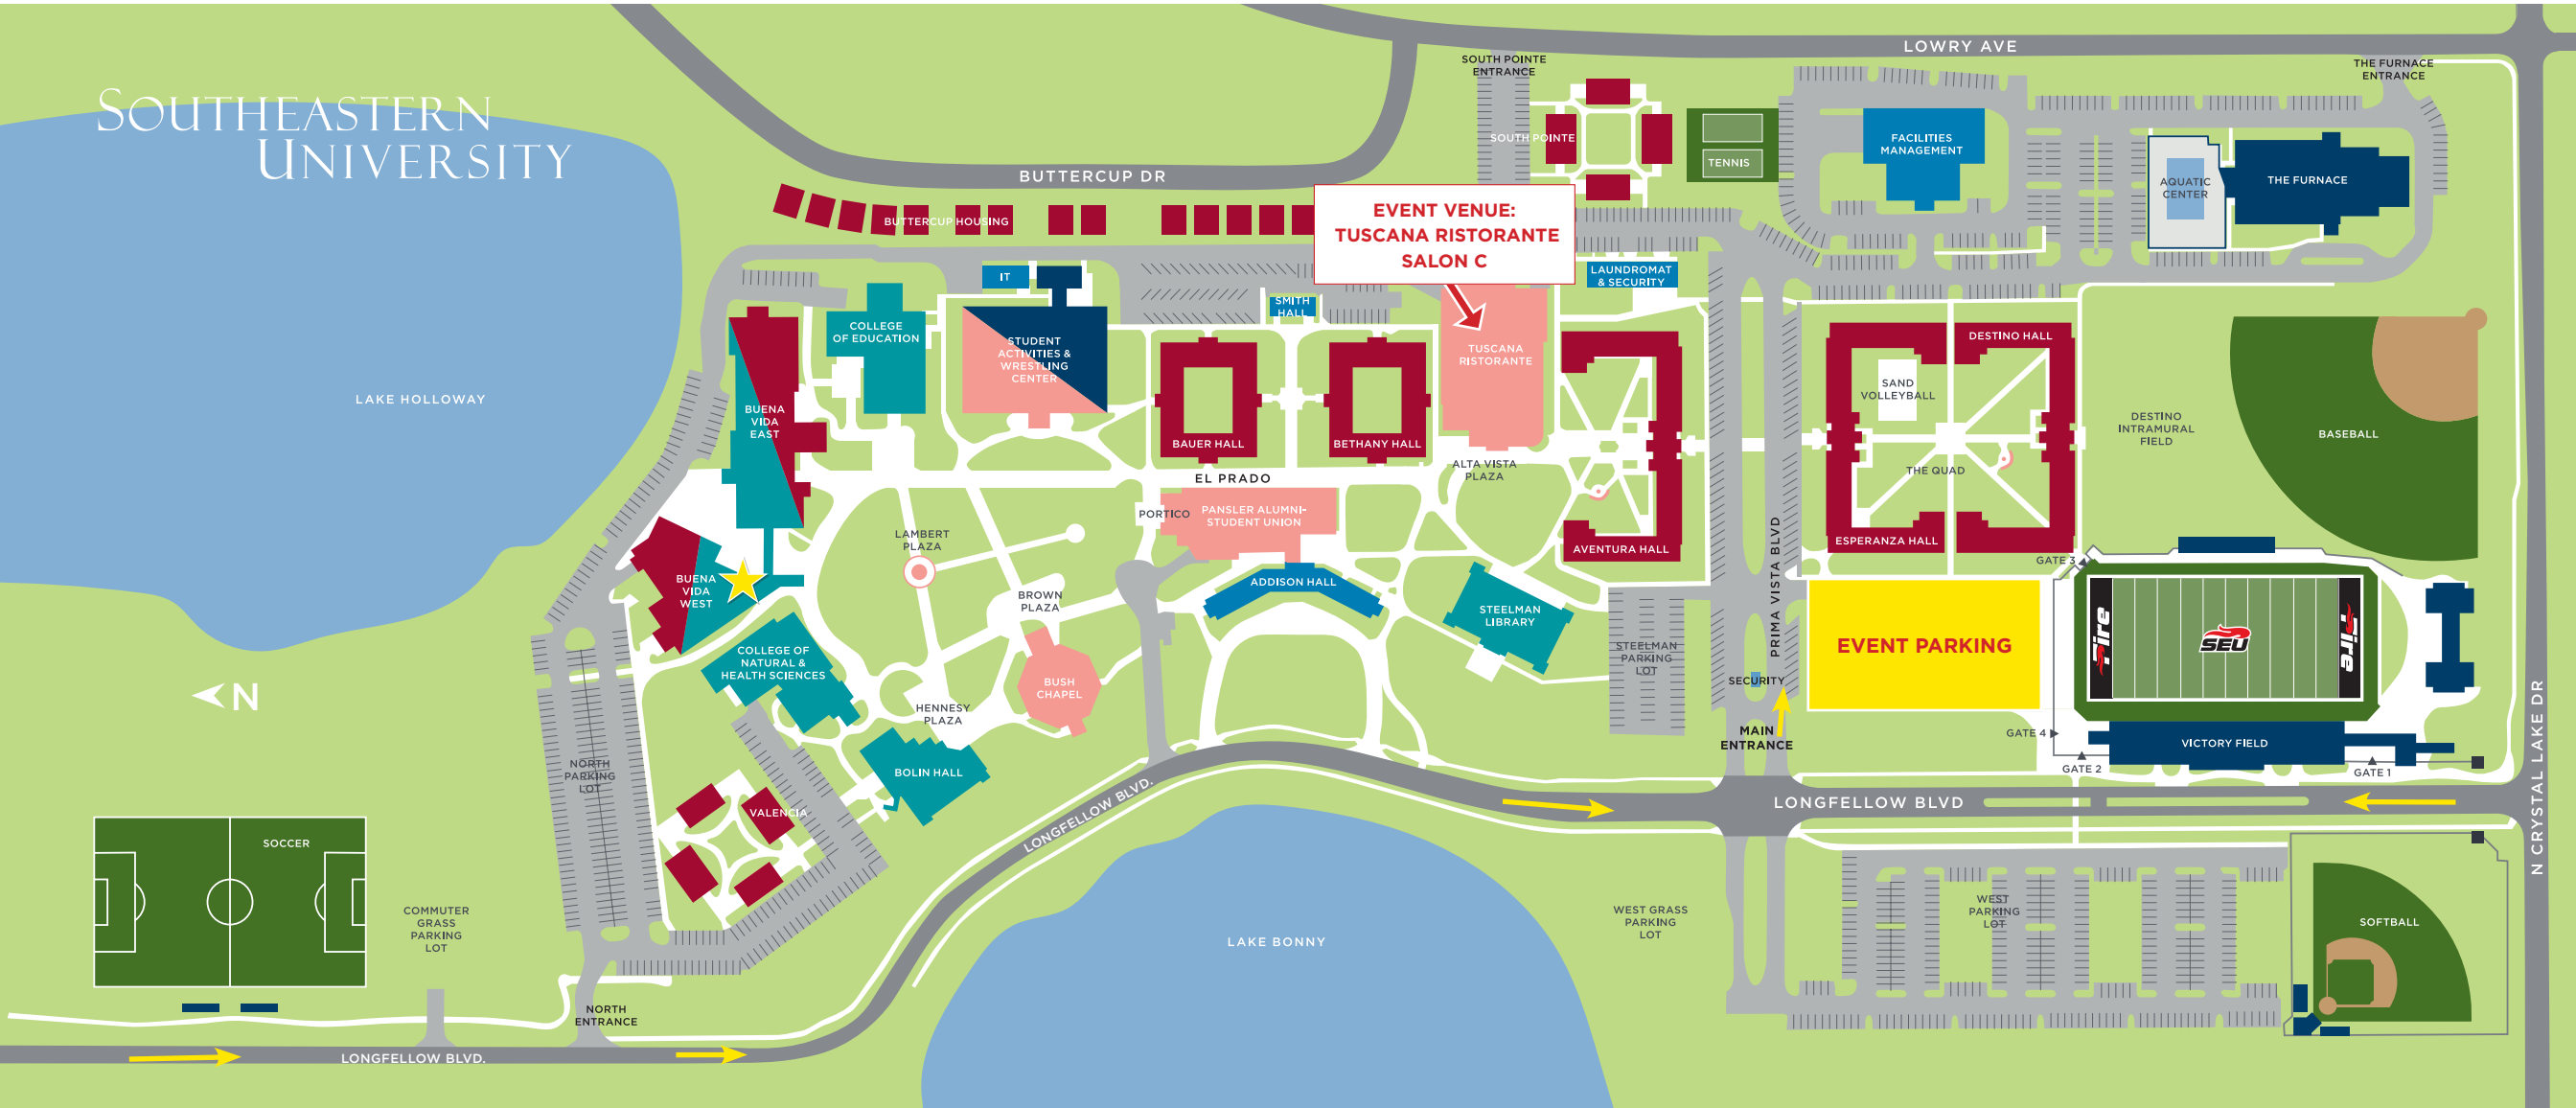 SOUTHEASTERN
UNIVERSITY
LOWRY AVE
SOUTH POINTE
ENTRANCE
THE FURNACE
ENTRANCE
SOUTH POINTE
TENNIS
FACILITIES
MANAGEMENT
AQUATIC
CENTER
THE FURNACE
BUTTERCUP DR
BUTTERCUP HOUSING
EVENT VENUE:
TUSCANA RISTORANTE
SALON C
IT
SMITH
HALL
LAUNDROMAT
& SECURITY
COLLEGE
OF EDUCATION
STUDENT
ACTIVITIES &
WRESTLING
CENTER
TUSCANA
RISTORANTE
DESTINO HALL
SAND
VOLLEYBALL
LAKE HOLLOWAY
BUENA
VIDA
EAST
BAUER HALL
BETHANY HALL
DESTINO
INTRAMURAL
FIELD
BASEBALL
ALTA VISTA
PLAZA
THE QUAD
EL PRADO
PORTICO
PANSLER ALUMNI-
STUDENT UNION
LAMBERT
PLAZA
AVENTURA HALL
PRIMA VISTA BLVD
ESPERANZA HALL
GATE 3
BUENA
VIDA
WEST
ADDISON HALL
BROWN
PLAZA
STEELMAN
LIBRARY
STEELMAN
PARKING
LOT
EVENT PARKING
Fire
SEU
Fire
COLLEGE OF
NATURAL &
HEALTH SCIENCES
BUSH
CHAPEL
SECURITY
N
HENNESY
PLAZA
MAIN
ENTRANCE
GATE 4
VICTORY FIELD
GATE 2
GATE 1
N CRYSTAL LAKE DR
NORTH
PARKING
LOT
BOLIN HALL
VALENCIA
LONGFELLOW BLVD.
LONGFELLOW BLVD
SOCCER
COMMUTER
GRASS
PARKING
LOT
LAKE BONNY
WEST GRASS
PARKING
LOT
WEST
PARKING
LOT
SOFTBALL
NORTH
ENTRANCE
LONGFELLOW BLVD.